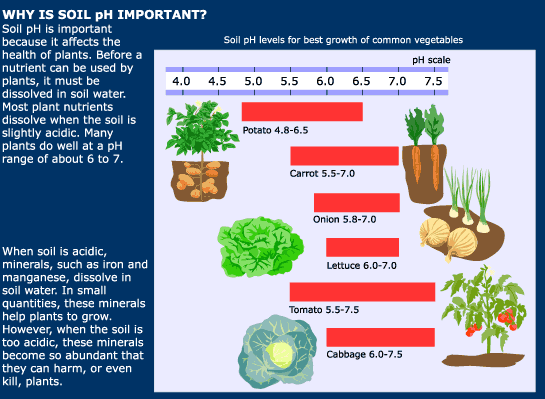 WHY IS SOIL pH IMPORTANT?
Soil pH is important
because it affects the
health of plants. Before a
nutrient can be used by
plants, it must be
dissolved in soil water.
Most plant nutrients
dissolve when the soil is
slightly acidic. Many
plants do well at a pH
range of about 6 to 7.
When soil is acidic,
minerals, such as iron and
manganese, dissolve in
soil water. In small
quantities, these minerals
help plants to grow.
However, when the soil is
too acidic, these minerals
become so abundant that
they can harm, or even
kill, plants.
Soil pH levels for best growth of common vegetables
pH scale
4.0 4.5 5.0 5.5 6.0 6.5 7.0 7.5
Potato 4.8-6.5
Carrot 5.5-7.0
Onion 5.8-7.0
Lettuce 6.0-7.0
Tomato 5.5-7.5
Cabbage 6.0-7.5